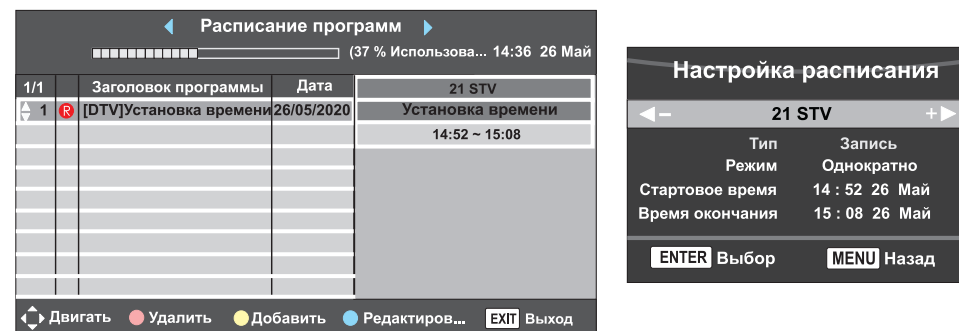 Расписание программ
(37 % Использова... 14:36 26 Май
1/1 Заголовок программы Дата
21 STV
1 R [DTV]Установка времени 26/05/2020
Установка времени
14:52 ~ 15:08
Двигать Удалить Добавить Редактиров... EXIT Выход
Настройка расписания
21 STV
Тип Запись
Режим Однократно
Стартовое время 14 : 52 26 Май
Время окончания 15 : 08 26 Май
ENTER Выбор MENU Назад